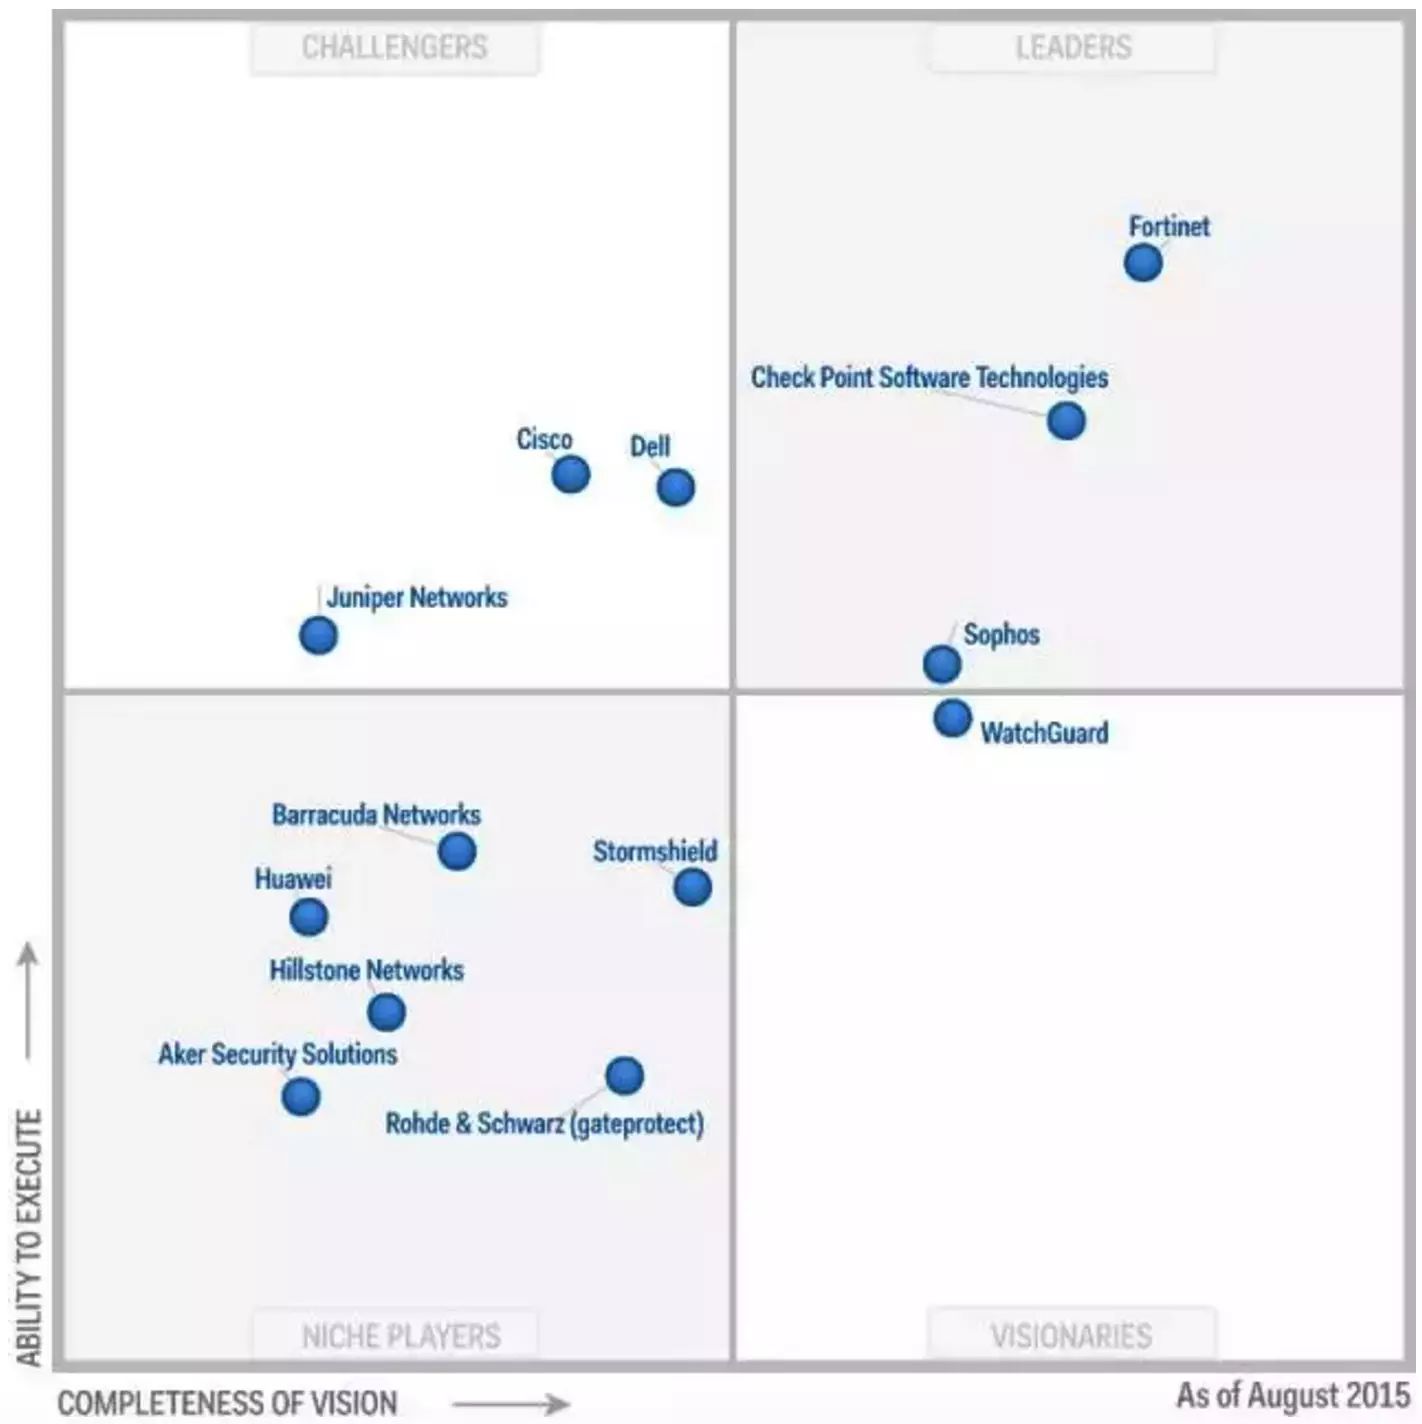 CHALLENGERS
LEADERS
Fortinet
Check Point Software Technologies
Cisco
Dell
Juniper Networks
Sophos
WatchGuard
Barracuda Networks
Stormshield
Huawei
Hillstone Networks
Aker Security Solutions
Rohde & Schwarz (gateprotect)
NICHE PLAYERS
VISIONARIES
ABILITY TO EXECUTE
COMPLETENESS OF VISION
As of August 2015